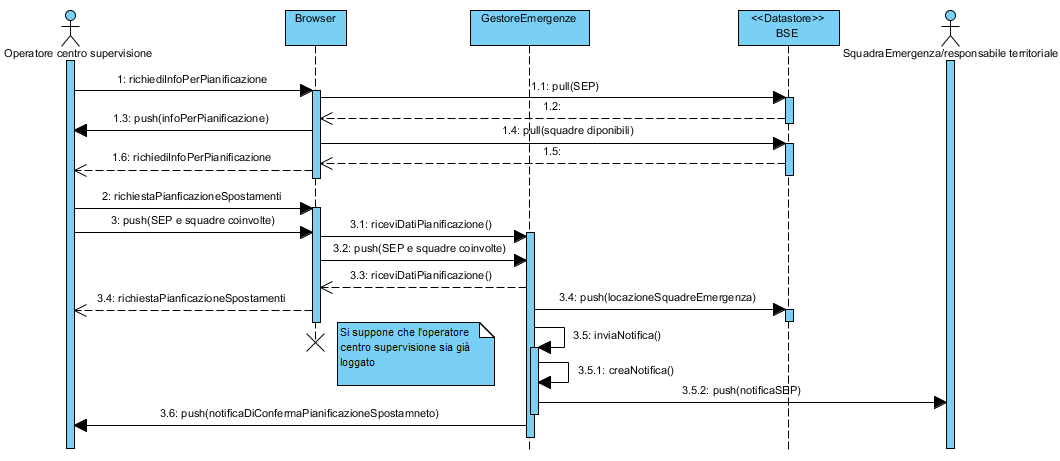 Browser
GestoreEmergenze
<<Datastore>>
BSE
Operatore centro supervisione
SquadraEmergenza/responsabile territoriale
1: richiediInfoPerPianificazione
1.1: pull(SEP)
1.2:
1.3: push(infoPerPianificazione)
1.4: pull(squadre diponibili)
1.5:
1.6: richiediInfoPerPianificazione
2: richiestaPianficazioneSpostamenti
3: push(SEP e squadre coinvolte)
3.1: riceviDatiPianificazione()
3.2: push(SEP e squadre coinvolte)
3.3: riceviDatiPianificazione()
3.4: richiestaPianficazioneSpostamenti
3.4: push(locazioneSquadreEmergenza)
Si suppone che l'operatore
centro supervisione sia già
loggato
3.5: inviaNotifica()
3.5.1: creaNotifica()
3.5.2: push(notificaSEP)
3.6: push(notificaDiConfermaPianificazioneSpostamneto)